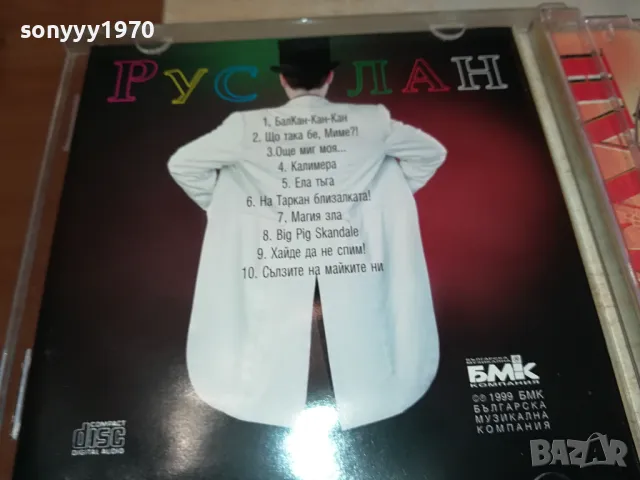 sonyyy1970
РУСЛАН
1. БалКан-Кан-Кан
2. Що така бе, Миме?!
3.Още миг моя...
4. Калимера
5. Ела тъга
6. На Таркан близалката!
7. Магия зла
8. Big Pig Skandale
9. Хайде да не спим!
10. Сълзите на майките ни
БЪЛГАРСКА
МУЗИКАЛНА
БМК
КОМПАНИЯ
©℗ 1999 БМК
БЪЛГАРСКА
МУЗИКАЛНА
КОМПАНИЯ
COMPACT
disc
DIGITAL AUDIO
BAZAR
bg